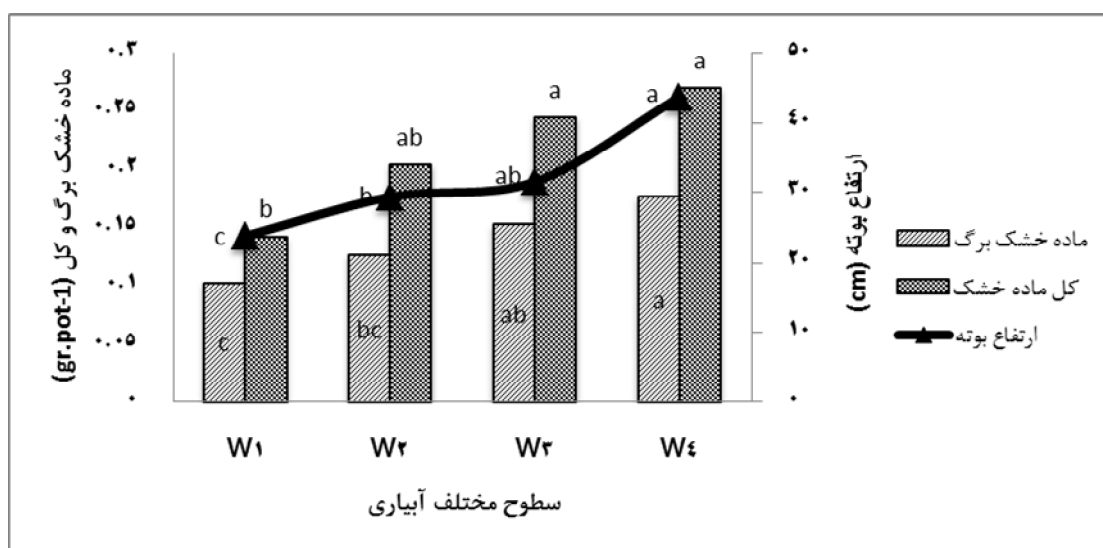 ماده خشک برگ و کل (gr.pot-1)
۰.۳
۰.۲۵
۰.۲
۰.۱۵
۰.۱
۰.۰۵
۰
c
b
c
b
ab
bc
ab
a
ab
a
a
a
۵۰
۴۰
۳۰
۲۰
۱۰
۰
ارتفاع بوته (cm)
ماده خشک برگ
کل ماده خشک
ارتفاع بوته
W۱
W۲
W۳
W٤
سطوح مختلف آبیاری